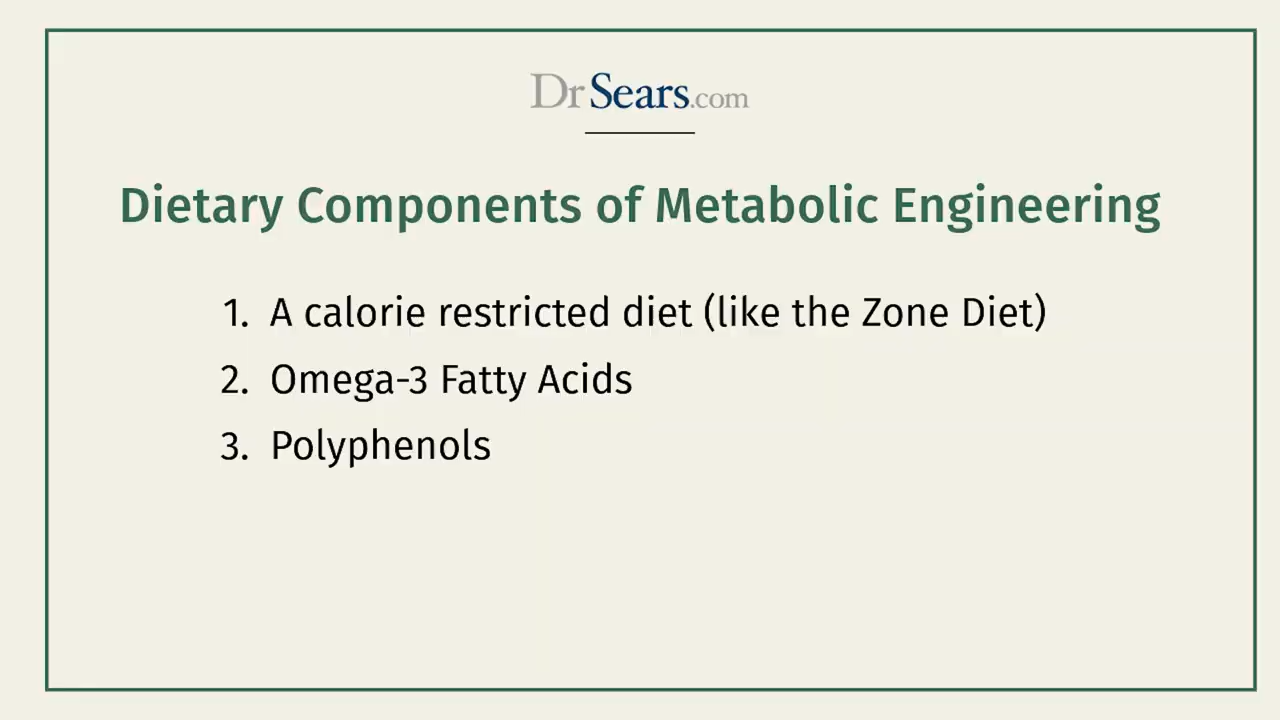 DrSears.com
Dietary Components of Metabolic Engineering
1. A calorie restricted diet (like the Zone Diet)
2. Omega-3 Fatty Acids
3. Polyphenols